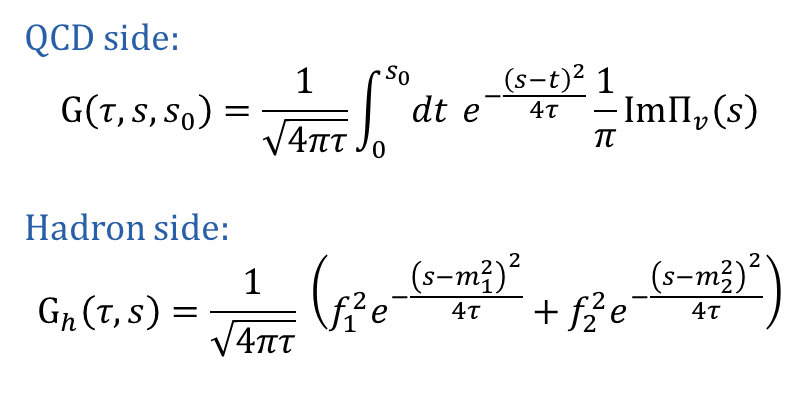 QCD side:
G(τ, s, s₀) = 1/√(4πτ) ∫₀^{s₀} dt e^{−(s−t)²/4τ} 1/π ImΠᵥ(s)
Hadron side:
G_h(τ, s) = 1/√(4πτ) (f₁² e^{−(s−m₁²)²/4τ} + f₂² e^{−(s−m₂²)²/4τ})